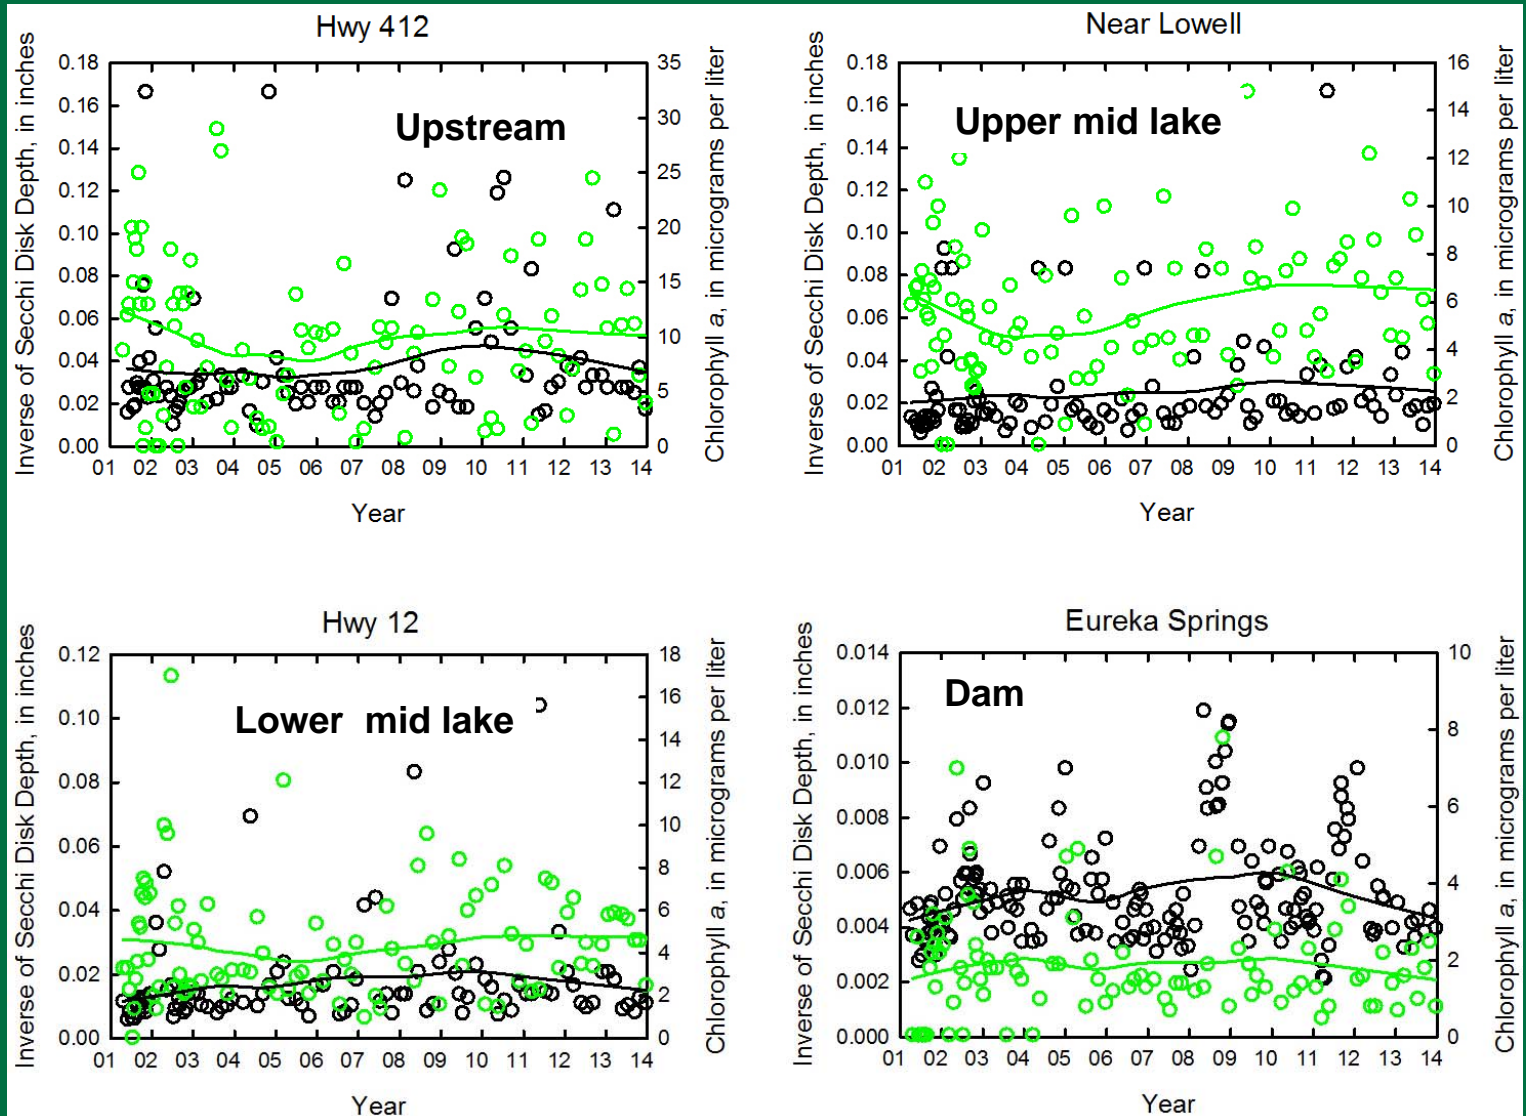 Hwy 412
Upstream
Inverse of Secchi Disk Depth, in inches
0.18
0.16
0.14
0.12
0.10
0.08
0.06
0.04
0.02
0.00
35
30
25
20
15
10
5
0
Chlorophyll a, in micrograms per liter
01 02 03 04 05 06 07 08 09 10 11 12 13 14
Year
Near Lowell
Upper mid lake
Inverse of Secchi Disk Depth, in inches
0.18
0.16
0.14
0.12
0.10
0.08
0.06
0.04
0.02
0.00
16
14
12
10
8
6
4
2
0
Chlorophyll a, in micrograms per liter
01 02 03 04 05 06 07 08 09 10 11 12 13 14
Year
Hwy 12
Lower mid lake
Inverse of Secchi Disk Depth, in inches
0.12
0.10
0.08
0.06
0.04
0.02
0.00
18
16
14
12
10
8
6
4
2
0
Chlorophyll a, in micrograms per liter
01 02 03 04 05 06 07 08 09 10 11 12 13 14
Year
Eureka Springs
Dam
Inverse of Secchi Disk Depth, in inches
0.014
0.012
0.010
0.008
0.006
0.004
0.002
0.000
10
8
6
4
2
0
Chlorophyll a, in micrograms per liter
01 02 03 04 05 06 07 08 09 10 11 12 13 14
Year